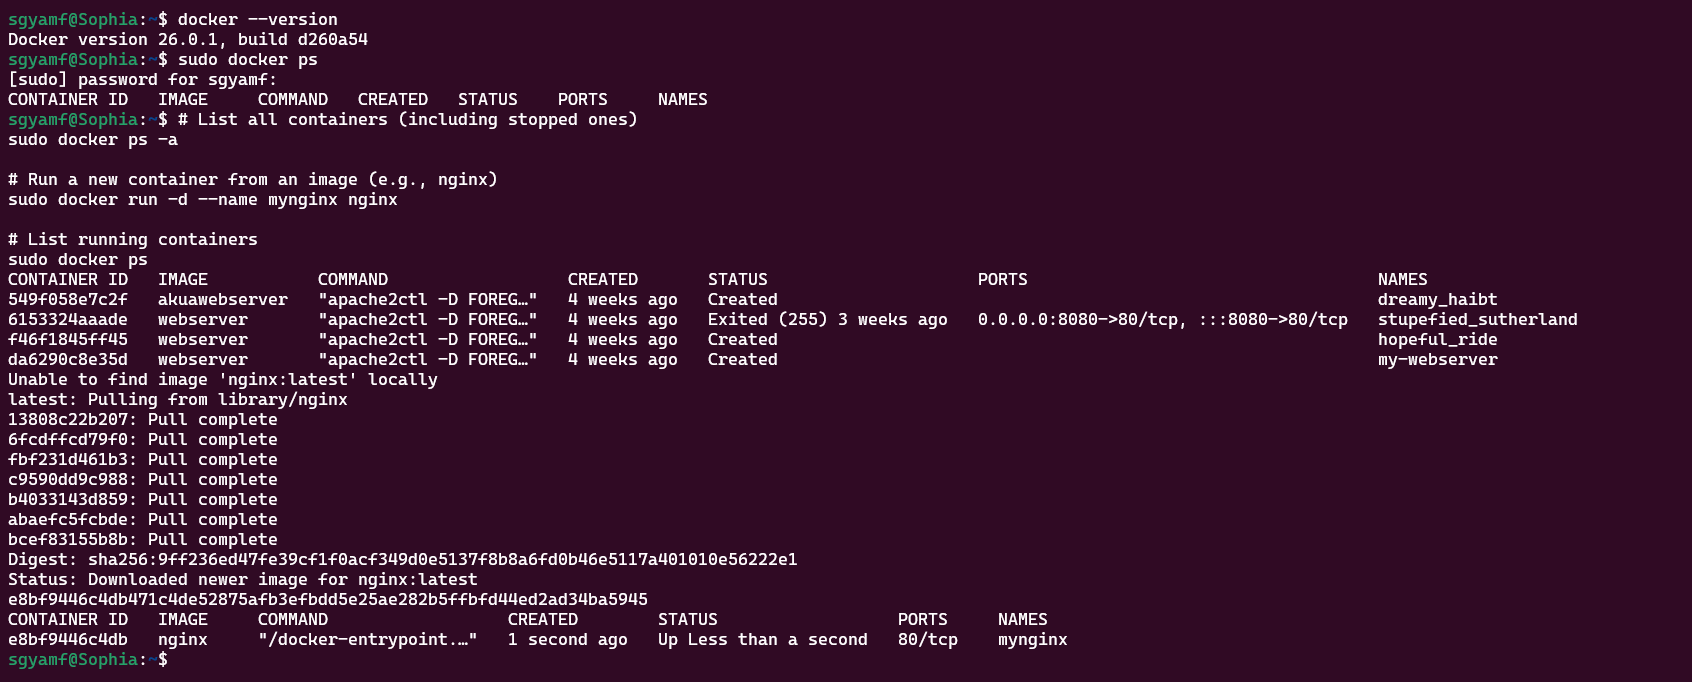 sgyamf@Sophia:~$ docker --version
Docker version 26.0.1, build d260a54
sgyamf@Sophia:~$ sudo docker ps
[sudo] password for sgyamf:
CONTAINER ID   IMAGE     COMMAND   CREATED   STATUS    PORTS     NAMES
sgyamf@Sophia:~$ # List all containers (including stopped ones)
sudo docker ps -a

# Run a new container from an image (e.g., nginx)
sudo docker run -d --name mynginx nginx

# List running containers
sudo docker ps
CONTAINER ID   IMAGE           COMMAND                  CREATED       STATUS                     PORTS                                   NAMES
549f058e7c2f   akuawebserver   "apache2ctl -D FOREG…"   4 weeks ago   Created                                                            dreamy_haibt
6153324aaade   webserver       "apache2ctl -D FOREG…"   4 weeks ago   Exited (255) 3 weeks ago   0.0.0.0:8080->80/tcp, :::8080->80/tcp   stupefied_sutherland
f46f1845ff45   webserver       "apache2ctl -D FOREG…"   4 weeks ago   Created                                                            hopeful_ride
da6290c8e35d   webserver       "apache2ctl -D FOREG…"   4 weeks ago   Created                                                            my-webserver
Unable to find image 'nginx:latest' locally
latest: Pulling from library/nginx
13808c22b207: Pull complete
6fcdffcd79f0: Pull complete
fbf231d461b3: Pull complete
c9590dd9c988: Pull complete
b4033143d859: Pull complete
abaefc5fcbde: Pull complete
bcef83155b8b: Pull complete
Digest: sha256:9ff236ed47fe39cf1f0acf349d0e5137f8b8a6fd0b46e5117a401010e56222e1
Status: Downloaded newer image for nginx:latest
e8bf9446c4db471c4de52875afb3efbdd5e25ae282b5ffbfd44ed2ad34ba5945
CONTAINER ID   IMAGE     COMMAND                  CREATED        STATUS                  PORTS     NAMES
e8bf9446c4db   nginx     "/docker-entrypoint.…"   1 second ago   Up Less than a second   80/tcp    mynginx
sgyamf@Sophia:~$